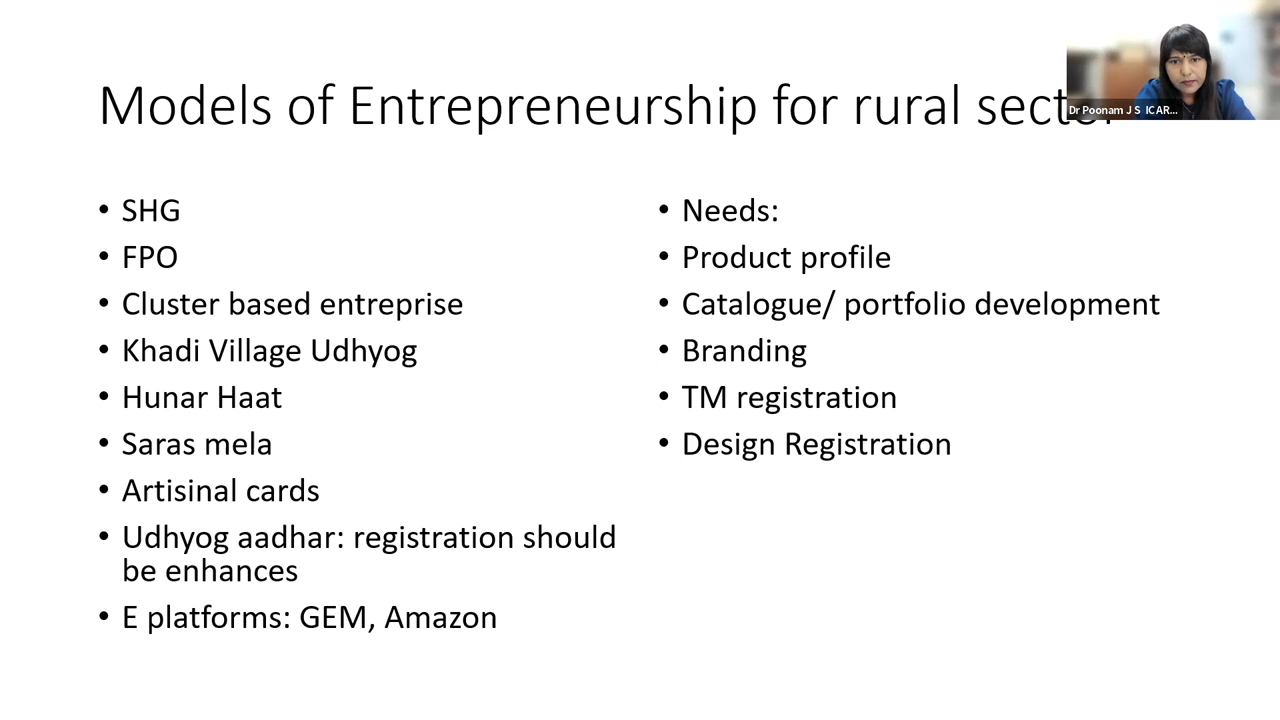 Models of Entrepreneurship for rural sector
Dr Poonam J S ICAR...
• SHG
• FPO
• Cluster based entreprise
• Khadi Village Udhyog
• Hunar Haat
• Saras mela
• Artisinal cards
• Udhyog aadhar: registration should
be enhances
• E platforms: GEM, Amazon
• Needs:
• Product profile
• Catalogue/ portfolio development
• Branding
• TM registration
• Design Registration